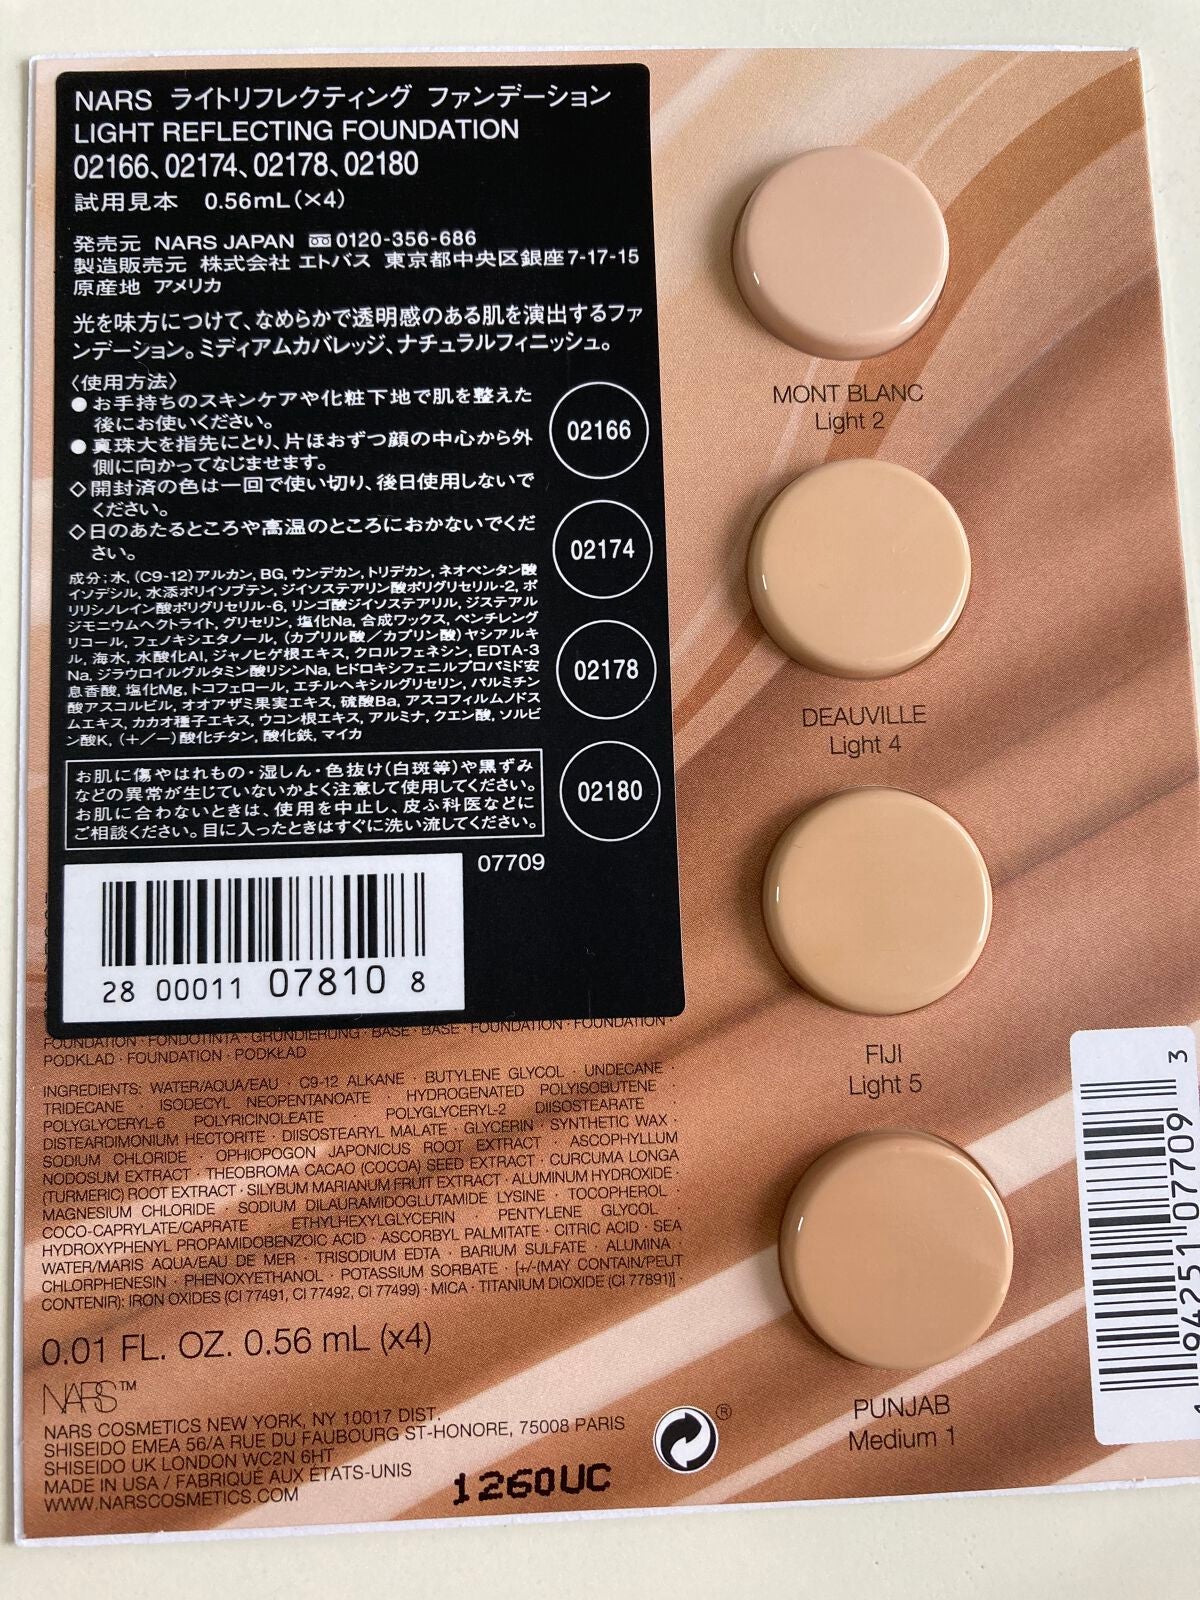 NARS ライトリフレクティング ファンデーション
LIGHT REFLECTING FOUNDATION
02166、02174、02178、02180
試用見本 0.56mL(×4)
発売元 NARS JAPAN 0120-356-686
製造販売元 株式会社 エトバス 東京都中央区銀座7-17-15
原産地 アメリカ
光を味方につけて、なめらかで透明感のある肌を演出するファ
ンデーション。ミディアムカバレッジ、ナチュラルフィニッシュ。
〈使用方法〉
●お手持ちのスキンケアや化粧下地で肌を整えた
後にお使いください。
●真珠大を指先にとり、片ほおずつ顔の中心から外
側に向かってなじませます。
◇開封済の色は一回で使い切り、後日使用しないで
ください。
◇日のあたるところや高温のところにおかないでくだ
さい。
成分:水, (C9-12)アルカン, BG, ウンデカン, トリデカン, ネオペンタン酸
イソデシル, 水添ポリイソブテン, ジイソステアリン酸ポリグリセリル-2, ポ
リリシノレイン酸ポリグリセリル-6, リンゴ酸ジイソステアリル, ジステアル
ジモニウムヘクトライト, グリセリン, 塩化Na, 合成ワックス, ペンチレング
リコール, フェノキシエタノール, (カプリル酸/カプリン酸)ヤシアルキ
ル, 海水, 水酸化Al, ジャノヒゲ根エキス, クロルフェネシン, EDTA-3
Na, ジラウロイルグルタミン酸リシンNa, ヒドロキシフェニルプロパミド安
息香酸, 塩化Mg, トコフェロール, エチルヘキシルグリセリン, パルミチン
酸アスコルビル, オオアザミ果実エキス, 硫酸Ba, アスコフィルムノドス
ムエキス, カカオ種子エキス, ウコン根エキス, アルミナ, クエン酸, ソルビ
ン酸K, (+/-)酸化チタン, 酸化鉄, マイカ
お肌に傷やはれもの・湿しん・色抜け(白斑等)や黒ずみ
などの異常が生じていないかよく注意して使用してください。
お肌に合わないときは、使用を中止し、皮ふ科医などに
ご相談ください。目に入ったときはすぐに洗い流してください。
02166
02174
02178
02180
07709
28 00011 07810 8
FOUNDATION · FONDOTINTA · GRUNDIERUNG · BASE · BASE · FOUNDATION · FOUNDATION ·
PODKLAD · FOUNDATION · PODKŁAD
INGREDIENTS: WATER/AQUA/EAU · C9-12 ALKANE · BUTYLENE GLYCOL · UNDECANE ·
TRIDECANE · ISODECYL NEOPENTANOATE · HYDROGENATED POLYISOBUTENE ·
POLYGLYCERYL-6 POLYRICINOLEATE · POLYGLYCERYL-2 DIISOSTEARATE ·
DISTEARDIMONIUM HECTORITE · DIISOSTEARYL MALATE · GLYCERIN · SYNTHETIC WAX ·
SODIUM CHLORIDE · OPHIOPOGON JAPONICUS ROOT EXTRACT · ASCOPHYLLUM
NODOSUM EXTRACT · THEOBROMA CACAO (COCOA) SEED EXTRACT · CURCUMA LONGA
(TURMERIC) ROOT EXTRACT · SILYBUM MARIANUM FRUIT EXTRACT · ALUMINUM HYDROXIDE ·
MAGNESIUM CHLORIDE · SODIUM DILAURAMIDOGLUTAMIDE LYSINE · TOCOPHEROL ·
COCO-CAPRYLATE/CAPRATE · ETHYLHEXYLGLYCERIN · PENTYLENE GLYCOL ·
HYDROXYPHENYL PROPAMIDOBENZOIC ACID · ASCORBYL PALMITATE · CITRIC ACID · SEA
WATER/MARIS AQUA/EAU DE MER · TRISODIUM EDTA · BARIUM SULFATE · ALUMINA ·
CHLORPHENESIN · PHENOXYETHANOL · POTASSIUM SORBATE · [+/-(MAY CONTAIN/PEUT
CONTENIR): IRON OXIDES (CI 77491, CI 77492, CI 77499) · MICA · TITANIUM DIOXIDE (CI 77891)] ·
0.01 FL. OZ. 0.56 mL (x4)
NARS™
NARS COSMETICS NEW YORK, NY 10017 DIST.
SHISEIDO EMEA 56/A RUE DU FAUBOURG ST-HONORE, 75008 PARIS
SHISEIDO UK LONDON WC2N 6HT
MADE IN USA / FABRIQUÉ AUX ÉTATS-UNIS
WWW.NARSCOSMETICS.COM
1260UC
®
MONT BLANC
Light 2
DEAUVILLE
Light 4
FIJI
Light 5
PUNJAB
Medium 1
94251 07709 3